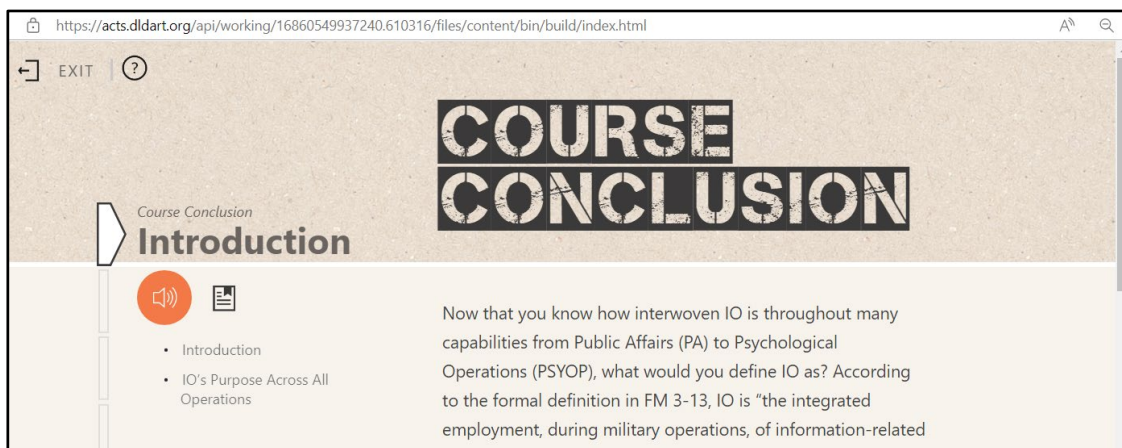 https://acts.dldart.org/api/working/16860549937240.610316/files/content/bin/build/index.html
A
EXIT
?
COURSE
CONCLUSION
Course Conclusion
Introduction
• Introduction
• IO's Purpose Across All
Operations
Now that you know how interwoven IO is throughout many
capabilities from Public Affairs (PA) to Psychological
Operations (PSYOP), what would you define IO as? According
to the formal definition in FM 3-13, IO is “the integrated
employment, during military operations, of information-related